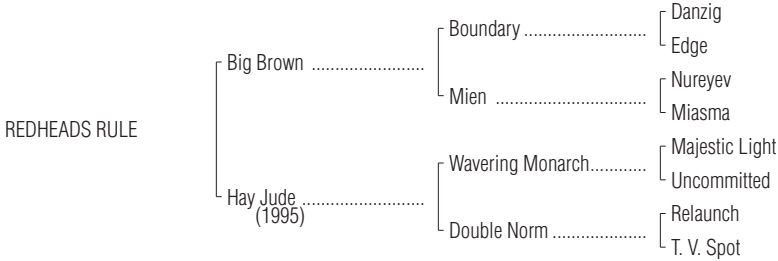 Danzig
Boundary ..........................
Edge
Big Brown ........................
Nureyev
Mien ................................
Miasma
REDHEADS RULE
Majestic Light
Wavering Monarch............
Uncommitted
Hay Jude ..........................
(1995)
Relaunch
Double Norm ....................
T. V. Spot